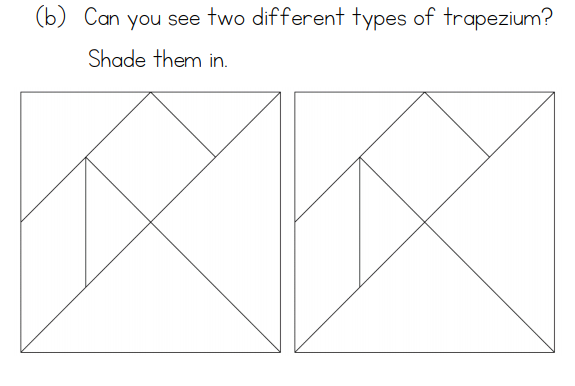 (b) Can you see two different types of trapezium?
Shade them in.